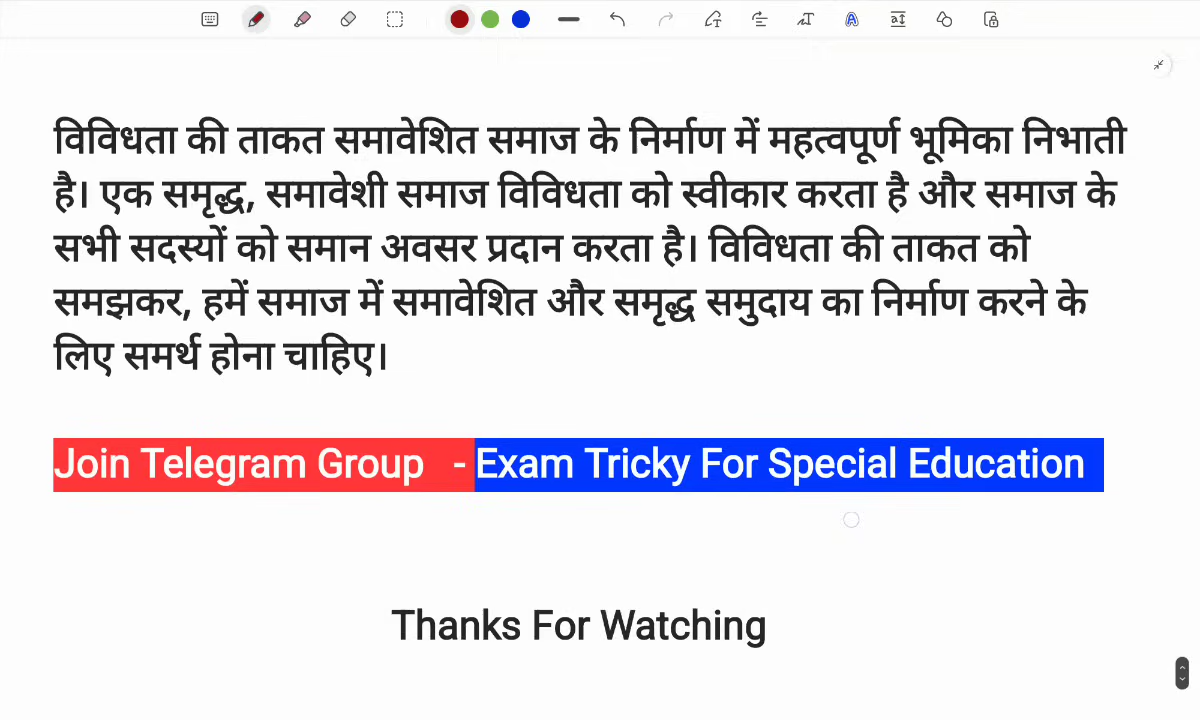 विविधता की ताकत समावेशित समाज के निर्माण में महत्वपूर्ण भूमिका निभाती
है। एक समृद्ध, समावेशी समाज विविधता को स्वीकार करता है और समाज के
सभी सदस्यों को समान अवसर प्रदान करता है। विविधता की ताकत को
समझकर, हमें समाज में समावेशित और समृद्ध समुदाय का निर्माण करने के
लिए समर्थ होना चाहिए।
Join Telegram Group - Exam Tricky For Special Education
Thanks For Watching